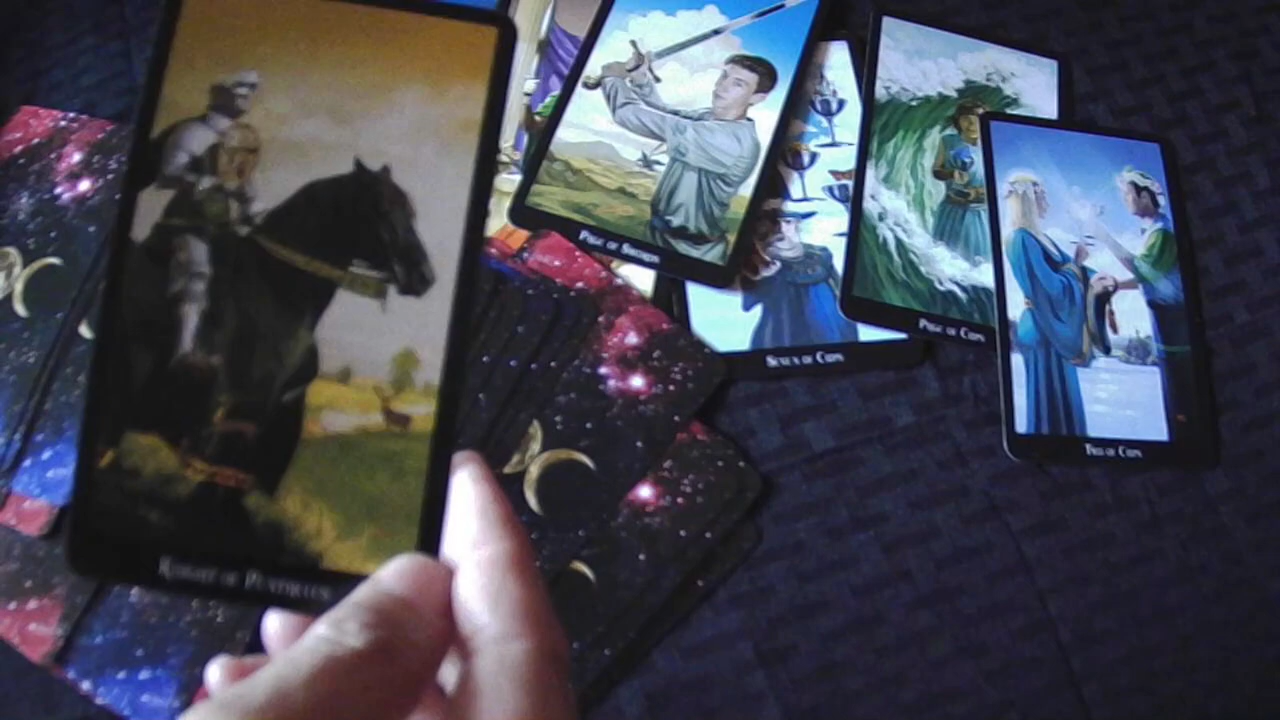 KNIGHT OF PENTACLES
PAGE OF SWORDS
SEVEN OF CUPS
PAGE OF CUPS
TWO OF CUPS